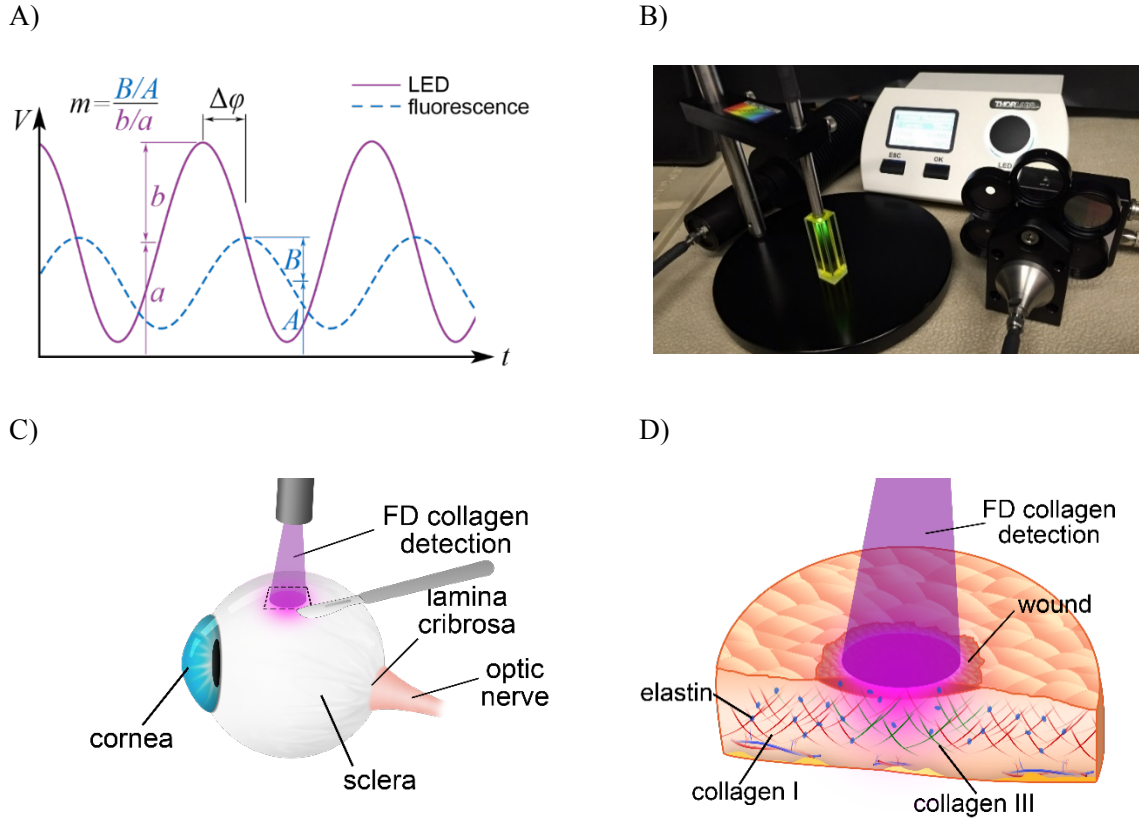 A)
B)
m = B/A
b/a
Δφ
LED
fluorescence
V
b
a
B
A
t
THORLABS
ESC
OK
LED
C)
D)
FD collagen
detection
lamina
cribrosa
optic
nerve
cornea
sclera
FD collagen
detection
wound
elastin
collagen I
collagen III